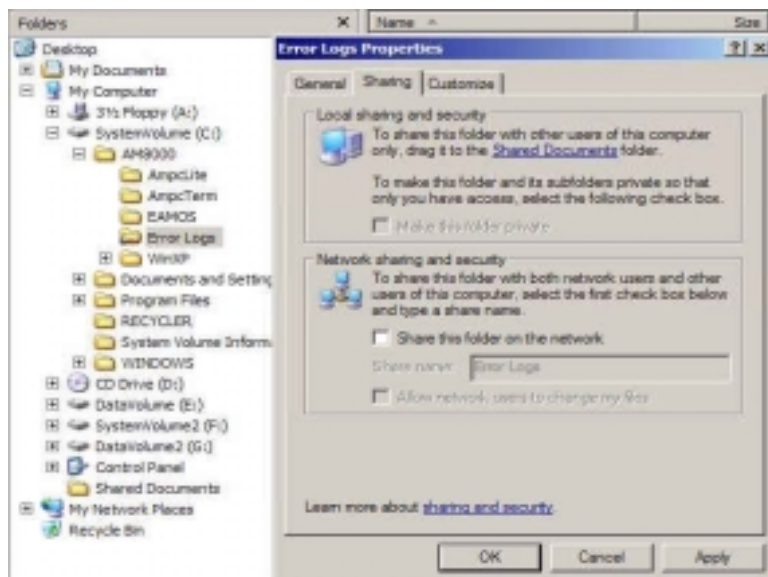 Folders
Name
Size
Desktop
My Documents
My Computer
3½ Floppy (A:)
SystemVolume (C:)
AM9000
AmpcLite
AmpcTerm
EAMOS
Error Logs
WinXP
Documents and Setting
Program Files
RECYCLER
System Volume Inform
WINDOWS
CD Drive (D:)
DataVolume (E:)
SystemVolume2 (F:)
DataVolume2 (G:)
Control Panel
Shared Documents
My Network Places
Recycle Bin
Error Logs Properties
General
Sharing
Customize
Local sharing and security
To share this folder with other users of this computer
only, drag it to the Shared Documents folder.
To make this folder and its subfolders private so that
only you have access, select the following check box.
Make this folder private
Network sharing and security
To share this folder with both network users and other
users of this computer, select the first check box below
and type a share name.
Share this folder on the network
Share name:
Error Logs
Allow network users to change my files
Learn more about sharing and security.
OK
Cancel
Apply